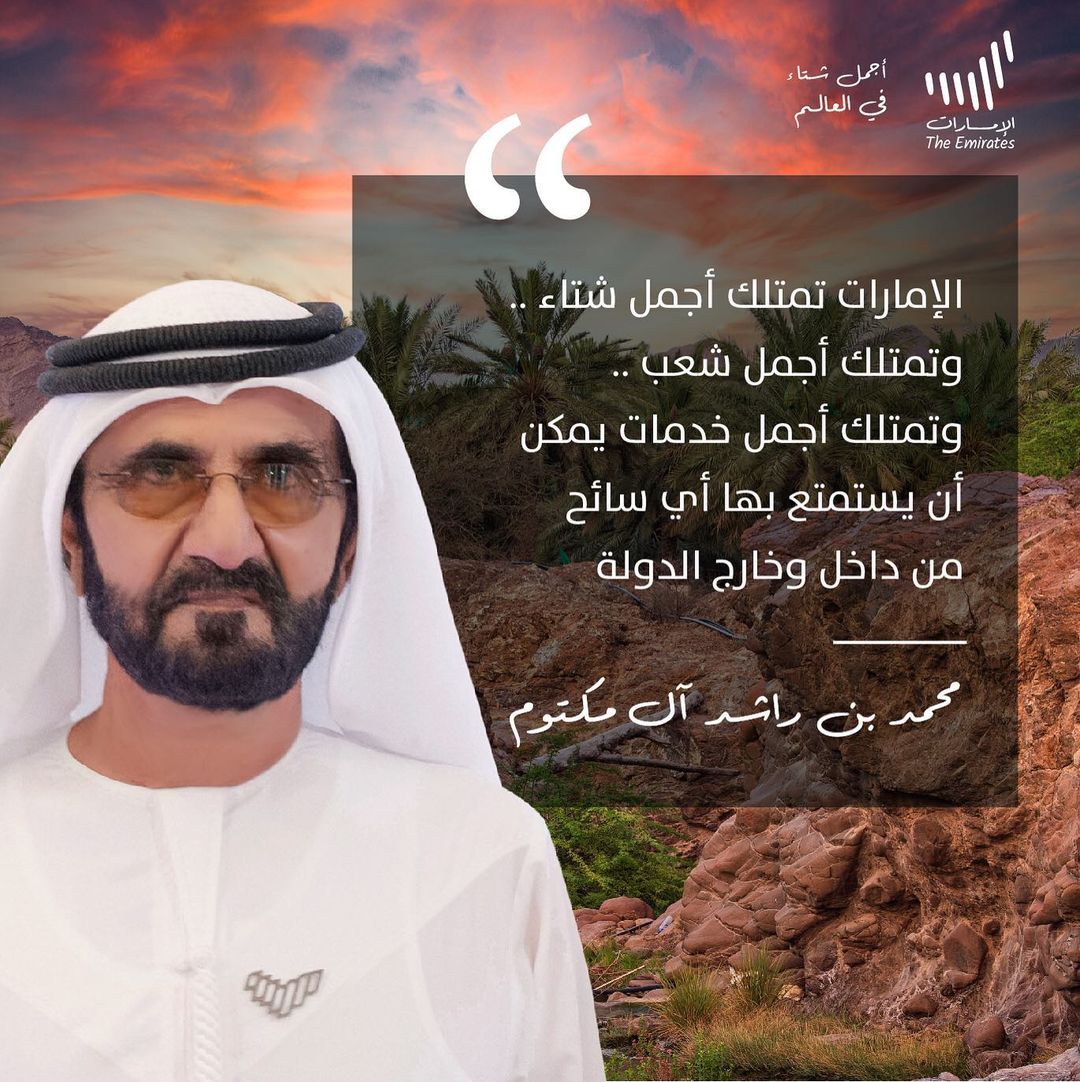 أجمل شتاء
في العالم
الإمارات
The Emirates
الإمارات تمتلك أجمل شتاء ..
وتمتلك أجمل شعب ..
وتمتلك أجمل خدمات يمكن
أن يستمتع بها أي سائح
من داخل وخارج الدولة
محمد بن راشد آل مكتوم